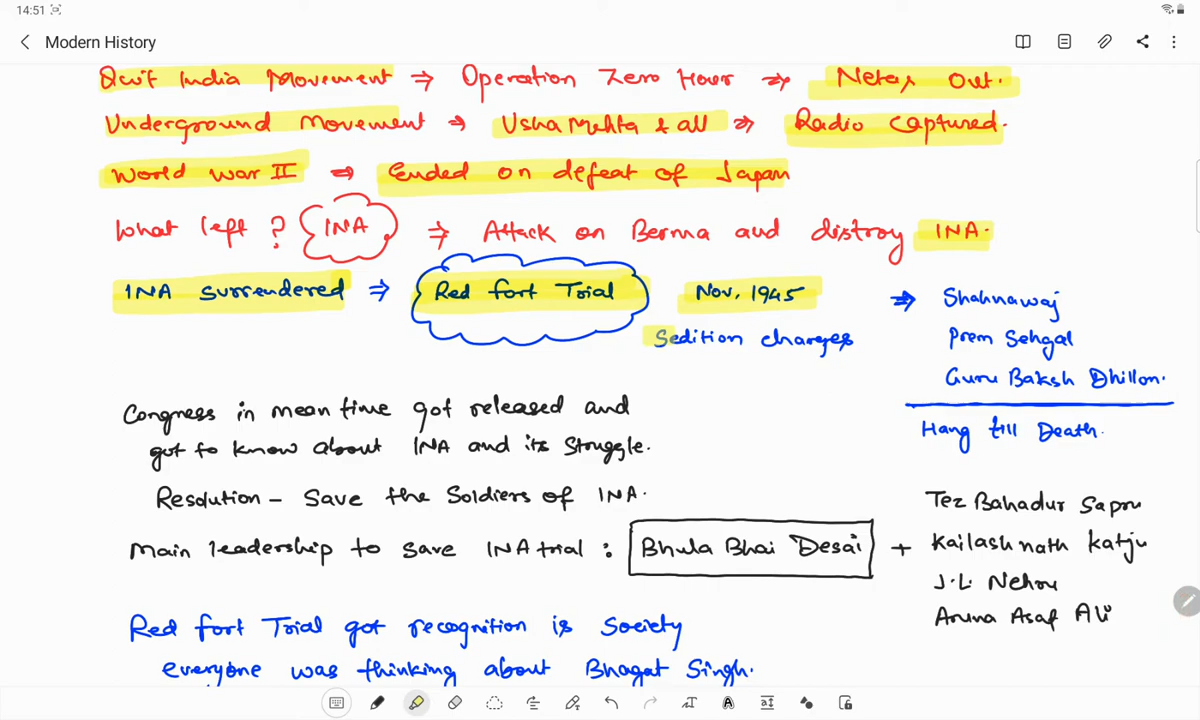 14:51
Modern History
Quit India Movement ⇒ Operation Zero Hour ⇒ Netas Out.
Underground Movement ⇒ Usha Mehta & all ⇒ Radio Captured.
World War II ⇒ Ended on defeat of Japan
What left ? INA ⇒ Attack on Berma and distroy INA.
INA Surrendered ⇒ Red fort Trial Nov, 1945 ⇒ Shahnawaj
Sedition charges Prem Sehgal
Guru Baksh Dhillon.
Hang till Death.
Congress in mean time got released and
got to know about INA and its struggle.
Resolution - Save the Soldiers of INA.
Main leadership to save INA trial : Bhula Bhai Desai +
Tez Bahadur Sapru
Kailash nath Katju
J.L. Nehru
Aruna Asaf Ali
Red fort Trial got recognition is Society
everyone was thinking about Bhagat Singh.